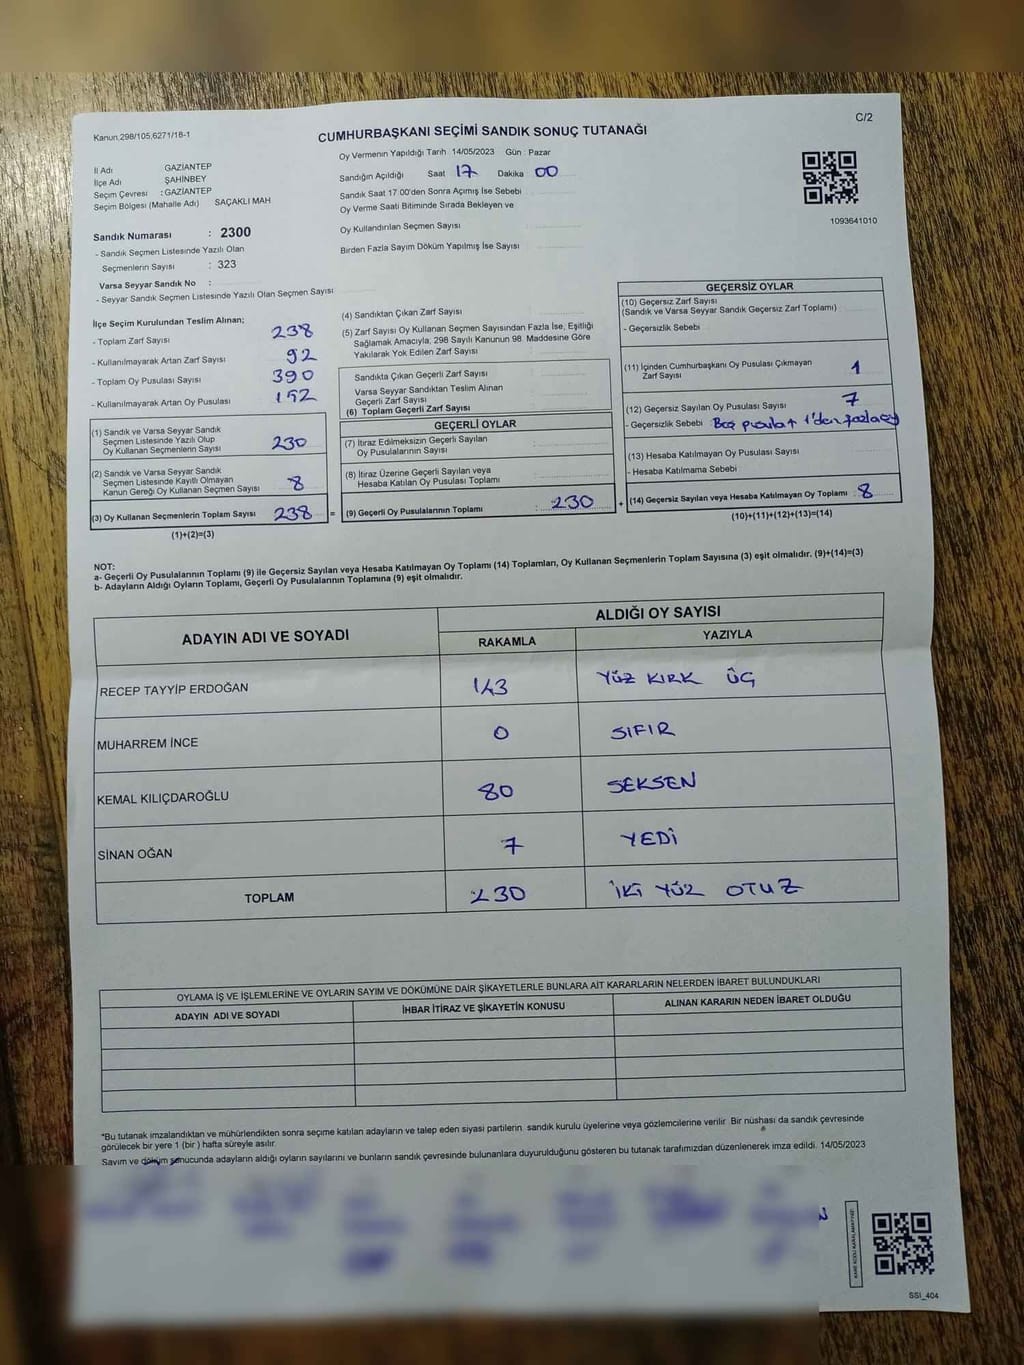 Kanun,298/105,6271/16-1
CUMHURBAŞKANI SEÇİMİ SANDIK SONUÇ TUTANAĞI
C/2
Oy Vermenin Yapıldığı Tarih 14/05/2023 Gün : Pazar
İl Adı GAZİANTEP
İlçe Adı ŞAHİNBEY
Seçim Çevresi : GAZİANTEP
Seçim Bölgesi (Mahalle Adı) SAÇAKLI MAH
Sandığın Açıldığı Saat 17 Dakika 00
Sandık Saat 17:00'den Sonra Açımış İse Sebebi
Oy Verme Saati Bitiminde Sırada Bekleyen ve
Oy Kullandırılan Seçmen Sayısı
Birden Fazla Sayım Döküm Yapılmış İse Sayısı
1093641010
Sandık Numarası : 2300
- Sandık Seçmen Listesinde Yazılı Olan
Seçmenlerin Sayısı : 323
Varsa Seyyar Sandık No :
- Seyyar Sandık Seçmen Listesinde Yazılı Olan Seçmen Sayısı
İlçe Seçim Kurulundan Teslim Alınan;
- Toplam Zarf Sayısı 238
- Kullanılmayarak Artan Zarf Sayısı 92
- Toplam Oy Pusulası Sayısı 390
- Kullanılmayarak Artan Oy Pusulası 152
(1) Sandık ve Varsa Seyyar Sandık
Seçmen Listesinde Yazılı Olup
Oy Kullanan Seçmenlerin Sayısı 230
(2) Sandık ve Varsa Seyyar Sandık
Seçmen Listesinde Kayıtlı Olmayan
Kanun Gereği Oy Kullanan Seçmen Sayısı 8
(3) Oy Kullanan Seçmenlerin Toplam Sayısı 238 =
(1)+(2)=(3)
(4) Sandıktan Çıkan Zarf Sayısı
(5) Zarf Sayısı Oy Kullanan Seçmen Sayısından Fazla İse, Eşitliği
Sağlamak Amacıyla; 298 Sayılı Kanunun 98. Maddesine Göre
Yakılarak Yok Edilen Zarf Sayısı
Sandıkta Çıkan Geçerli Zarf Sayısı
Varsa Seyyar Sandıktan Teslim Alınan
Geçerli Zarf Sayısı
(6) Toplam Geçerli Zarf Sayısı
GEÇERLİ OYLAR
(7) İtiraz Edilmeksizin Geçerli Sayılan
Oy Pusulalarının Sayısı
(8) İtiraz Üzerine Geçerli Sayılan veya
Hesaba Katılan Oy Pusulası Toplamı
(9) Geçerli Oy Pusulalarının Toplamı : 230 +
GEÇERSİZ OYLAR
(10) Geçersiz Zarf Sayısı
(Sandık ve Varsa Seyyar Sandık Geçersiz Zarf Toplamı)
- Geçersizlik Sebebi
(11) İçinden Cumhurbaşkanı Oy Pusulası Çıkmayan
Zarf Sayısı 1
(12) Geçersiz Sayılan Oy Pusulası Sayısı 7
- Geçersizlik Sebebi Boş pusula + 1'den fazla oy
(13) Hesaba Katılmayan Oy Pusulası Sayısı
- Hesaba Katılmama Sebebi
(14) Geçersiz Sayılan veya Hesaba Katılmayan Oy Toplamı : 8
(10)+(11)+(12)+(13)=(14)
NOT:
a- Geçerli Oy Pusulalarının Toplamı (9) ile Geçersiz Sayılan veya Hesaba Katılmayan Oy Toplamı (14) Toplamları, Oy Kullanan Seçmenlerin Toplam Sayısına (3) eşit olmalıdır. (9)+(14)=(3)
b- Adayların Aldığı Oyların Toplamı, Geçerli Oy Pusulalarının Toplamına (9) eşit olmalıdır.
ADAYIN ADI VE SOYADI
ALDIĞI OY SAYISI
RAKAMLA YAZIYLA
RECEP TAYYİP ERDOĞAN 143 YÜZ KIRK ÜÇ
MUHARREM İNCE 0 SIFIR
KEMAL KILIÇDAROĞLU 80 SEKSEN
SİNAN OĞAN 7 YEDİ
TOPLAM 230 İKİ YÜZ OTUZ
OYLAMA İŞ VE İŞLEMLERİNE VE OYLARIN SAYIM VE DÖKÜMÜNE DAİR ŞİKAYETLERLE BUNLARA AİT KARARLARIN NELERDEN İBARET BULUNDUKLARI
ADAYIN ADI VE SOYADI İHBAR İTİRAZ VE ŞİKAYETİN KONUSU ALINAN KARARIN NEDEN İBARET OLDUĞU
*Bu tutanak imzalandıktan ve mühürlendikten sonra seçime katılan adayların ve talep eden siyasi partilerin, sandık kurulu üyelerine veya gözlemcilerine verilir. Bir nüshası da sandık çevresinde
görülecek bir yere 1 (bir) hafta süreyle asılır.
Sayım ve döküm sonucunda adayların aldığı oyların sayılarını ve bunların sandık çevresinde bulunanlara duyurulduğunu gösteren bu tutanak tarafımızdan düzenlenerek imza edildi. 14/05/2023
SSI_404